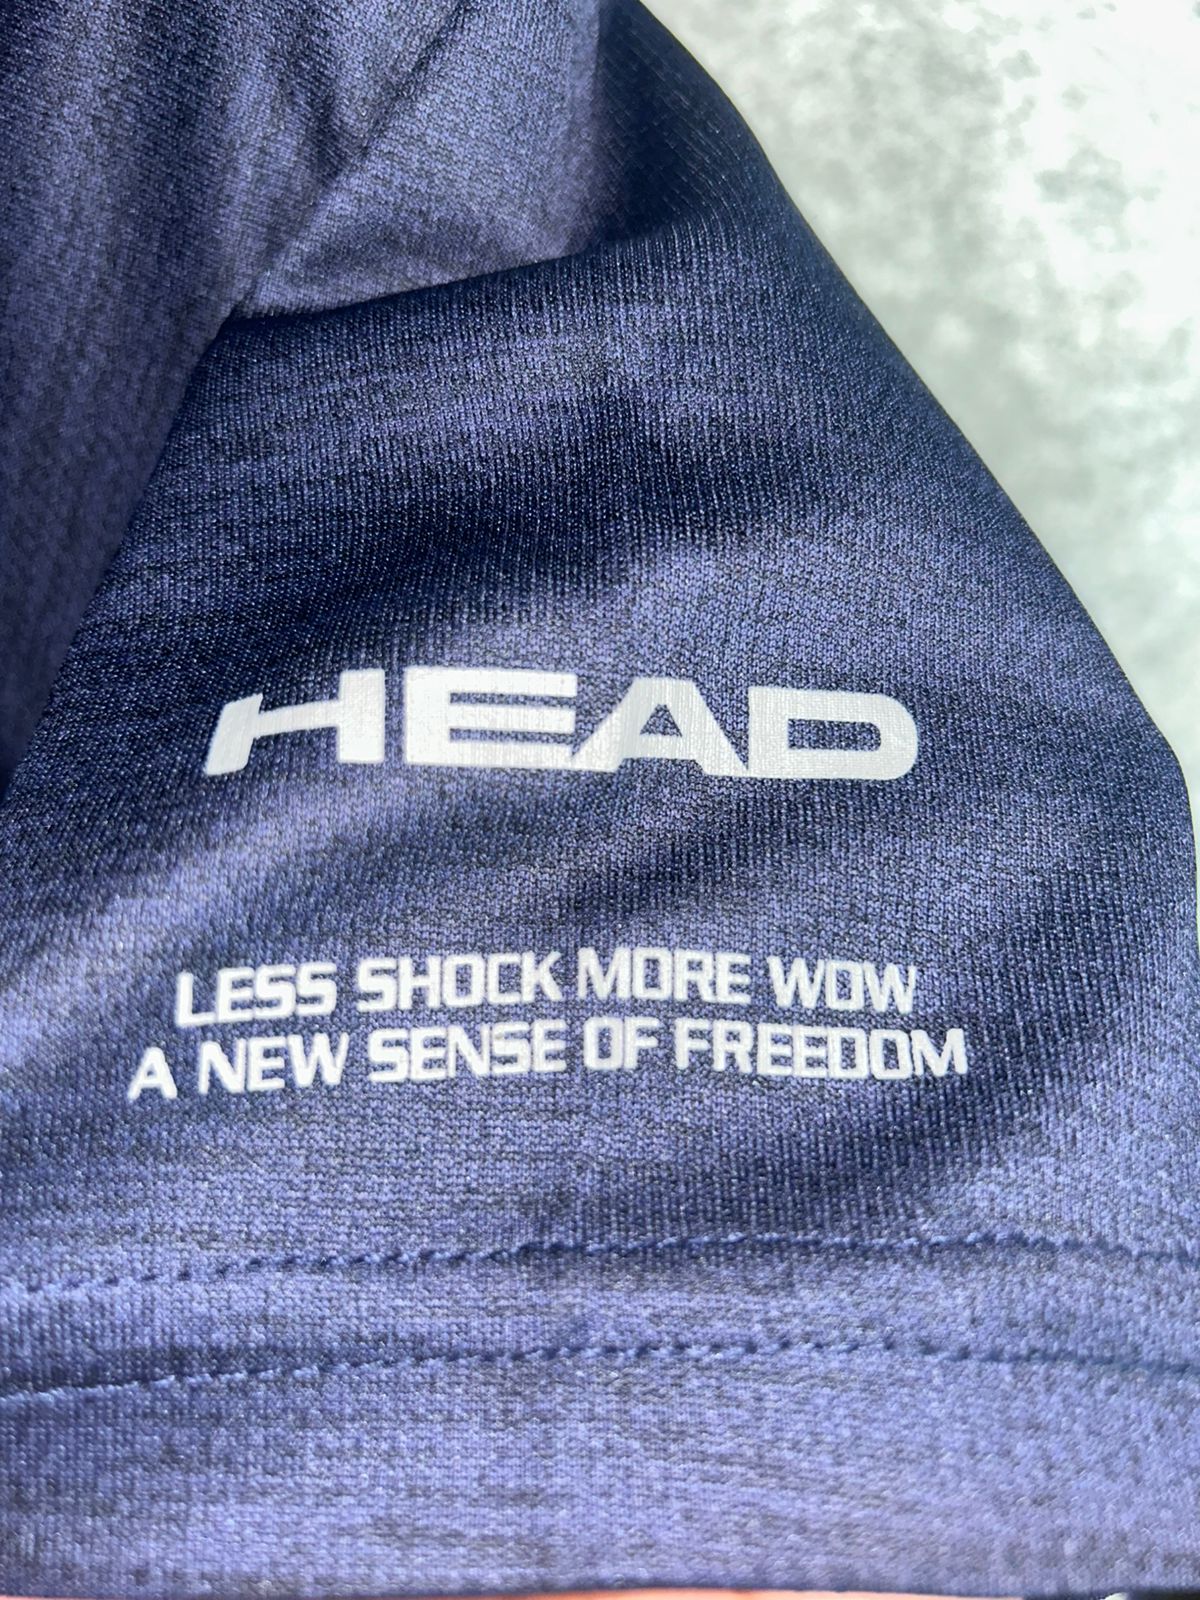 HEAD
LESS SHOCK MORE WOW
A NEW SENSE OF FREEDOM